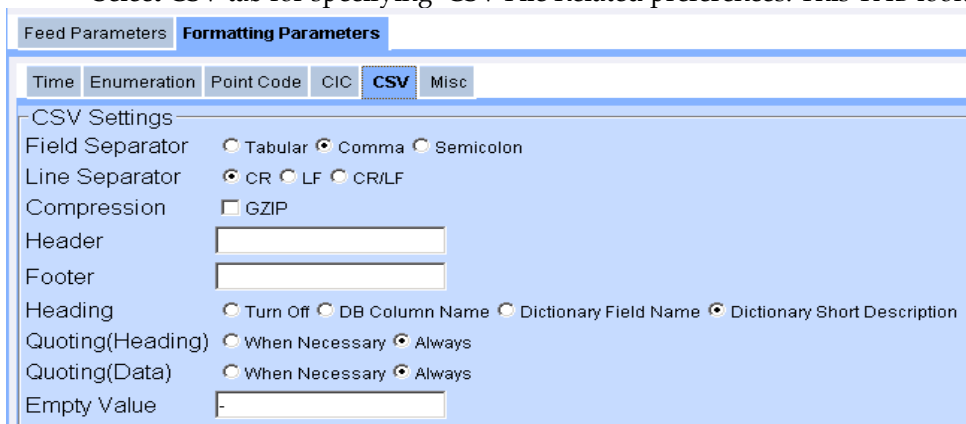 Select CSV tab for specifying CSV File Related preferences. This TAB look
Feed Parameters Formatting Parameters
Time Enumeration Point Code CIC CSV Misc
CSV Settings
Field Separator Tabular Comma Semicolon
Line Separator CR LF CR/LF
Compression GZIP
Header
Footer
Heading Turn Off DB Column Name Dictionary Field Name Dictionary Short Description
Quoting(Heading) When Necessary Always
Quoting(Data) When Necessary Always
Empty Value -